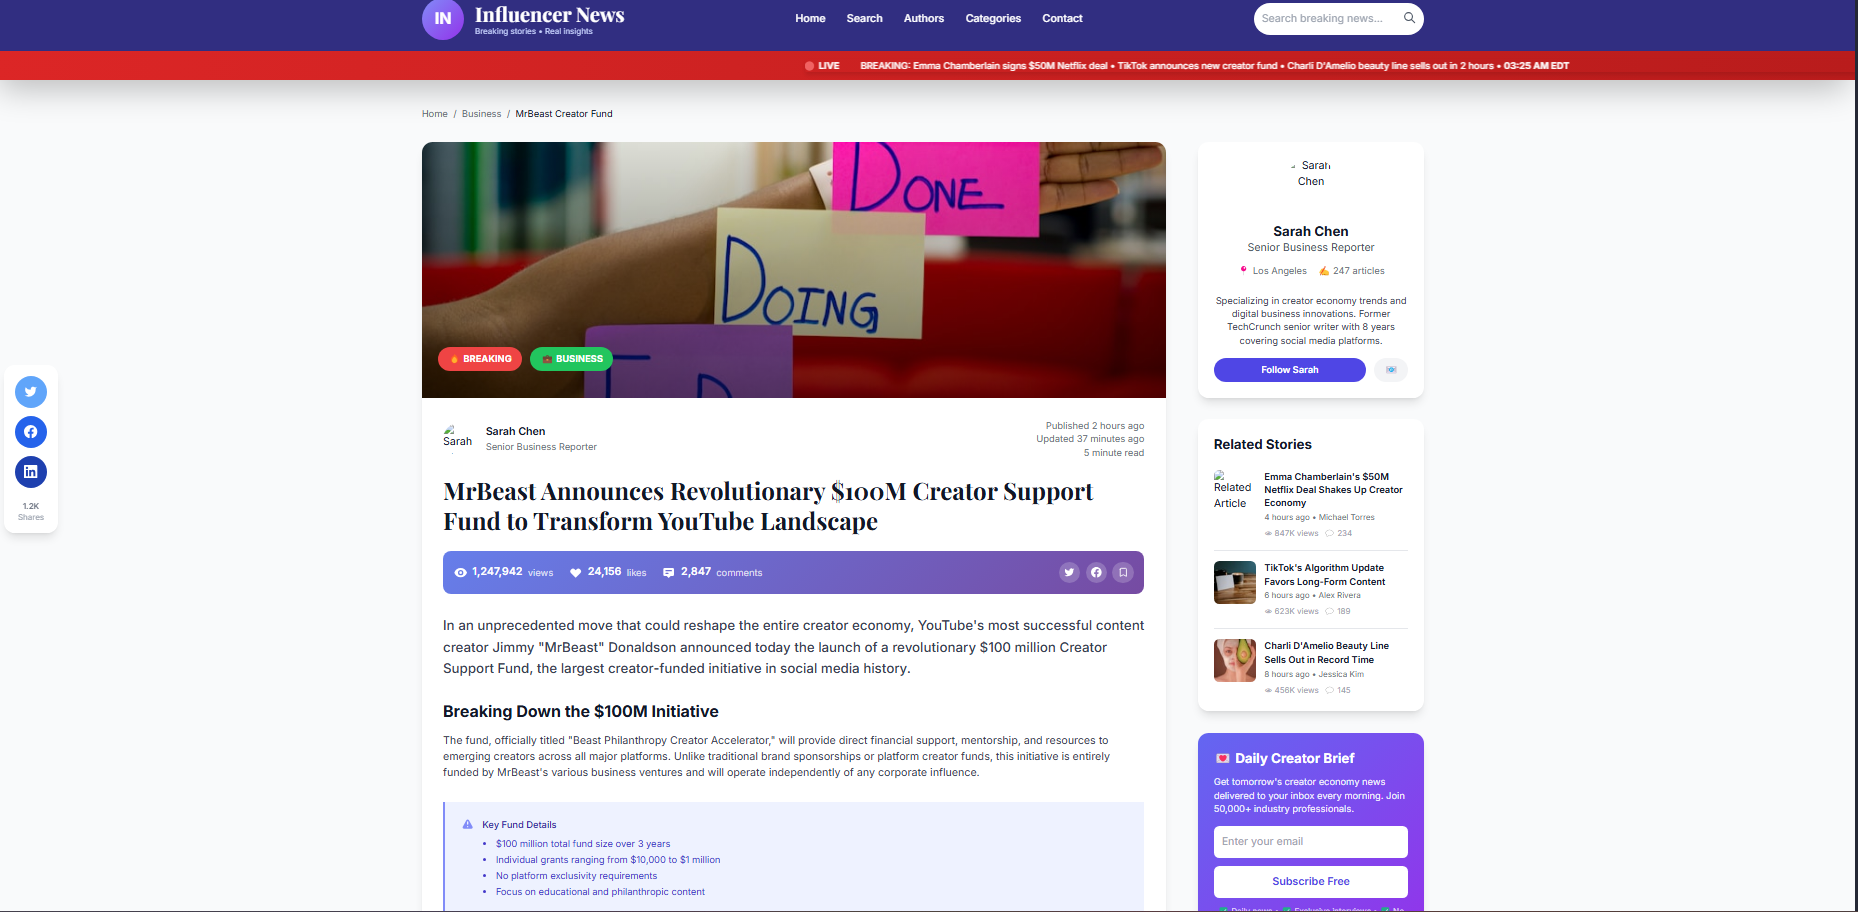 IN
Influencer News
Breaking stories • Real insights
Home
Search
Authors
Categories
Contact
Search breaking news...
LIVE
BREAKING: Emma Chamberlain signs $50M Netflix deal • TikTok announces new creator fund • Charli D'Amelio beauty line sells out in 2 hours • 03:25 AM EDT
Home / Business / MrBeast Creator Fund
DONE
DOING
BREAKING
BUSINESS
1.2K
Shares
Sarah
Sarah Chen
Senior Business Reporter
Published 2 hours ago
Updated 37 minutes ago
5 minute read
MrBeast Announces Revolutionary $100M Creator Support
Fund to Transform YouTube Landscape
1,247,942 views
24,156 likes
2,847 comments
In an unprecedented move that could reshape the entire creator economy, YouTube's most successful content
creator Jimmy "MrBeast" Donaldson announced today the launch of a revolutionary $100 million Creator
Support Fund, the largest creator-funded initiative in social media history.
Breaking Down the $100M Initiative
The fund, officially titled "Beast Philanthropy Creator Accelerator," will provide direct financial support, mentorship, and resources to
emerging creators across all major platforms. Unlike traditional brand sponsorships or platform creator funds, this initiative is entirely
funded by MrBeast's various business ventures and will operate independently of any corporate influence.
Key Fund Details
• $100 million total fund size over 3 years
• Individual grants ranging from $10,000 to $1 million
• No platform exclusivity requirements
• Focus on educational and philanthropic content
Sarah
Chen
Sarah Chen
Senior Business Reporter
Los Angeles
247 articles
Specializing in creator economy trends and
digital business innovations. Former
TechCrunch senior writer with 8 years
covering social media platforms.
Follow Sarah
Related Stories
Related
Article
Emma Chamberlain's $50M
Netflix Deal Shakes Up Creator
Economy
4 hours ago • Michael Torres
847K views
234
TikTok's Algorithm Update
Favors Long-Form Content
6 hours ago • Alex Rivera
623K views
189
Charli D'Amelio Beauty Line
Sells Out in Record Time
8 hours ago • Jessica Kim
456K views
145
Daily Creator Brief
Get tomorrow's creator economy news
delivered to your inbox every morning. Join
50,000+ industry professionals.
Enter your email
Subscribe Free
Daily news • Exclusive interviews • No